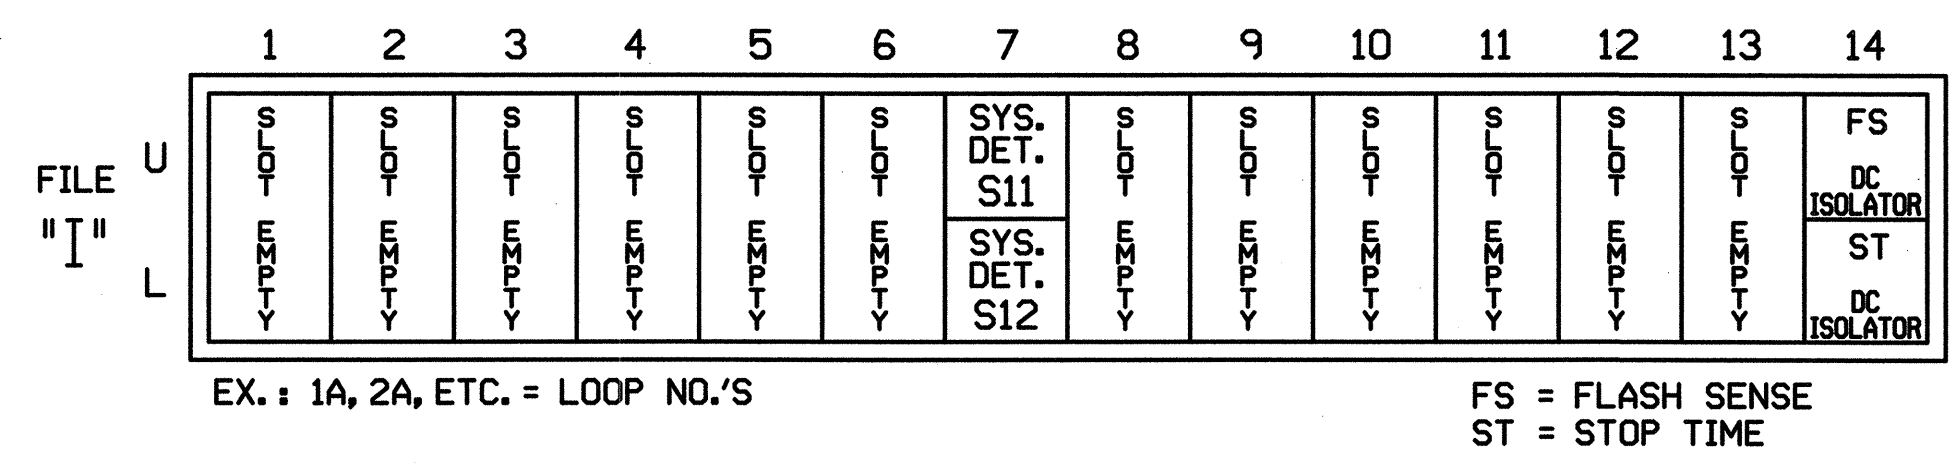 1 2 3 4 5 6 7 8 9 10 11 12 13 14
FILE
"I"
U
L
SLOT EMPTY
SLOT EMPTY
SLOT EMPTY
SLOT EMPTY
SLOT EMPTY
SLOT EMPTY
SYS.
DET.
S11
SYS.
DET.
S12
SLOT EMPTY
SLOT EMPTY
SLOT EMPTY
SLOT EMPTY
SLOT EMPTY
SLOT EMPTY
FS
DC
ISOLATOR
ST
DC
ISOLATOR
EX.: 1A, 2A, ETC. = LOOP NO.'S
FS = FLASH SENSE
ST = STOP TIME